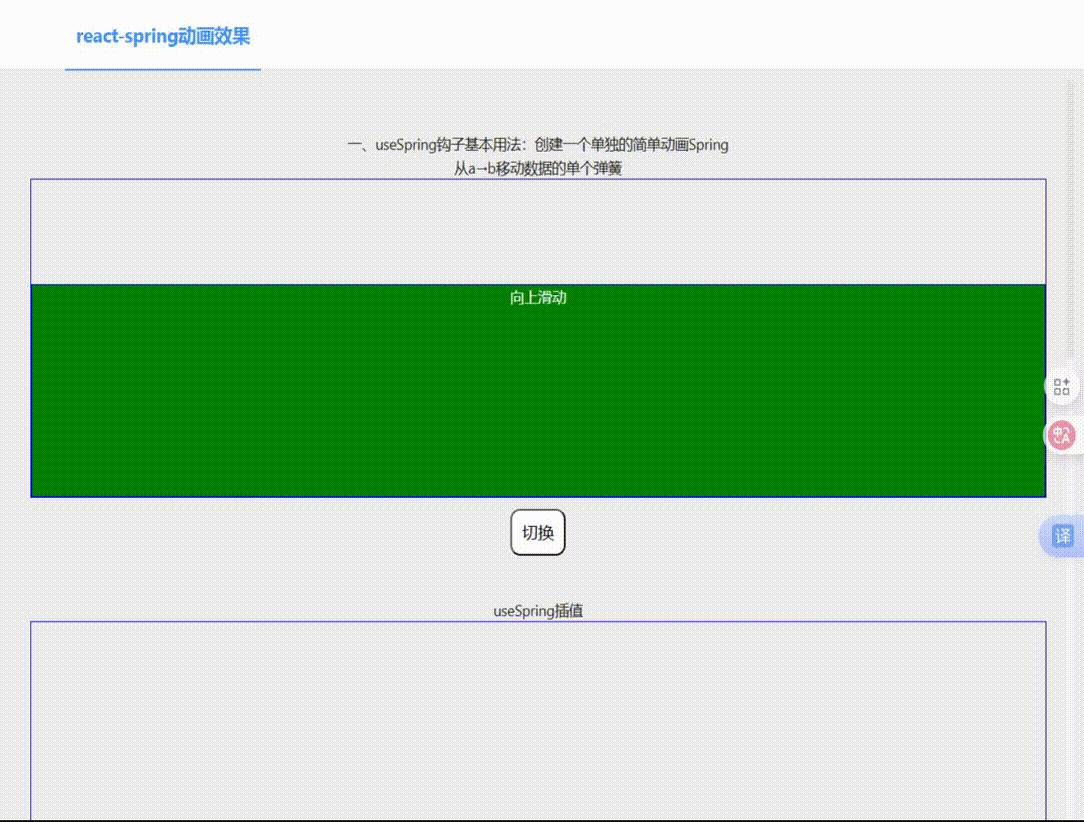 react-spring动画效果
一、useSpring钩子基本用法：创建一个单独的简单动画Spring
从a→b移动数据的单个弹簧
向上滑动
中A
切换
译
useSpring插值